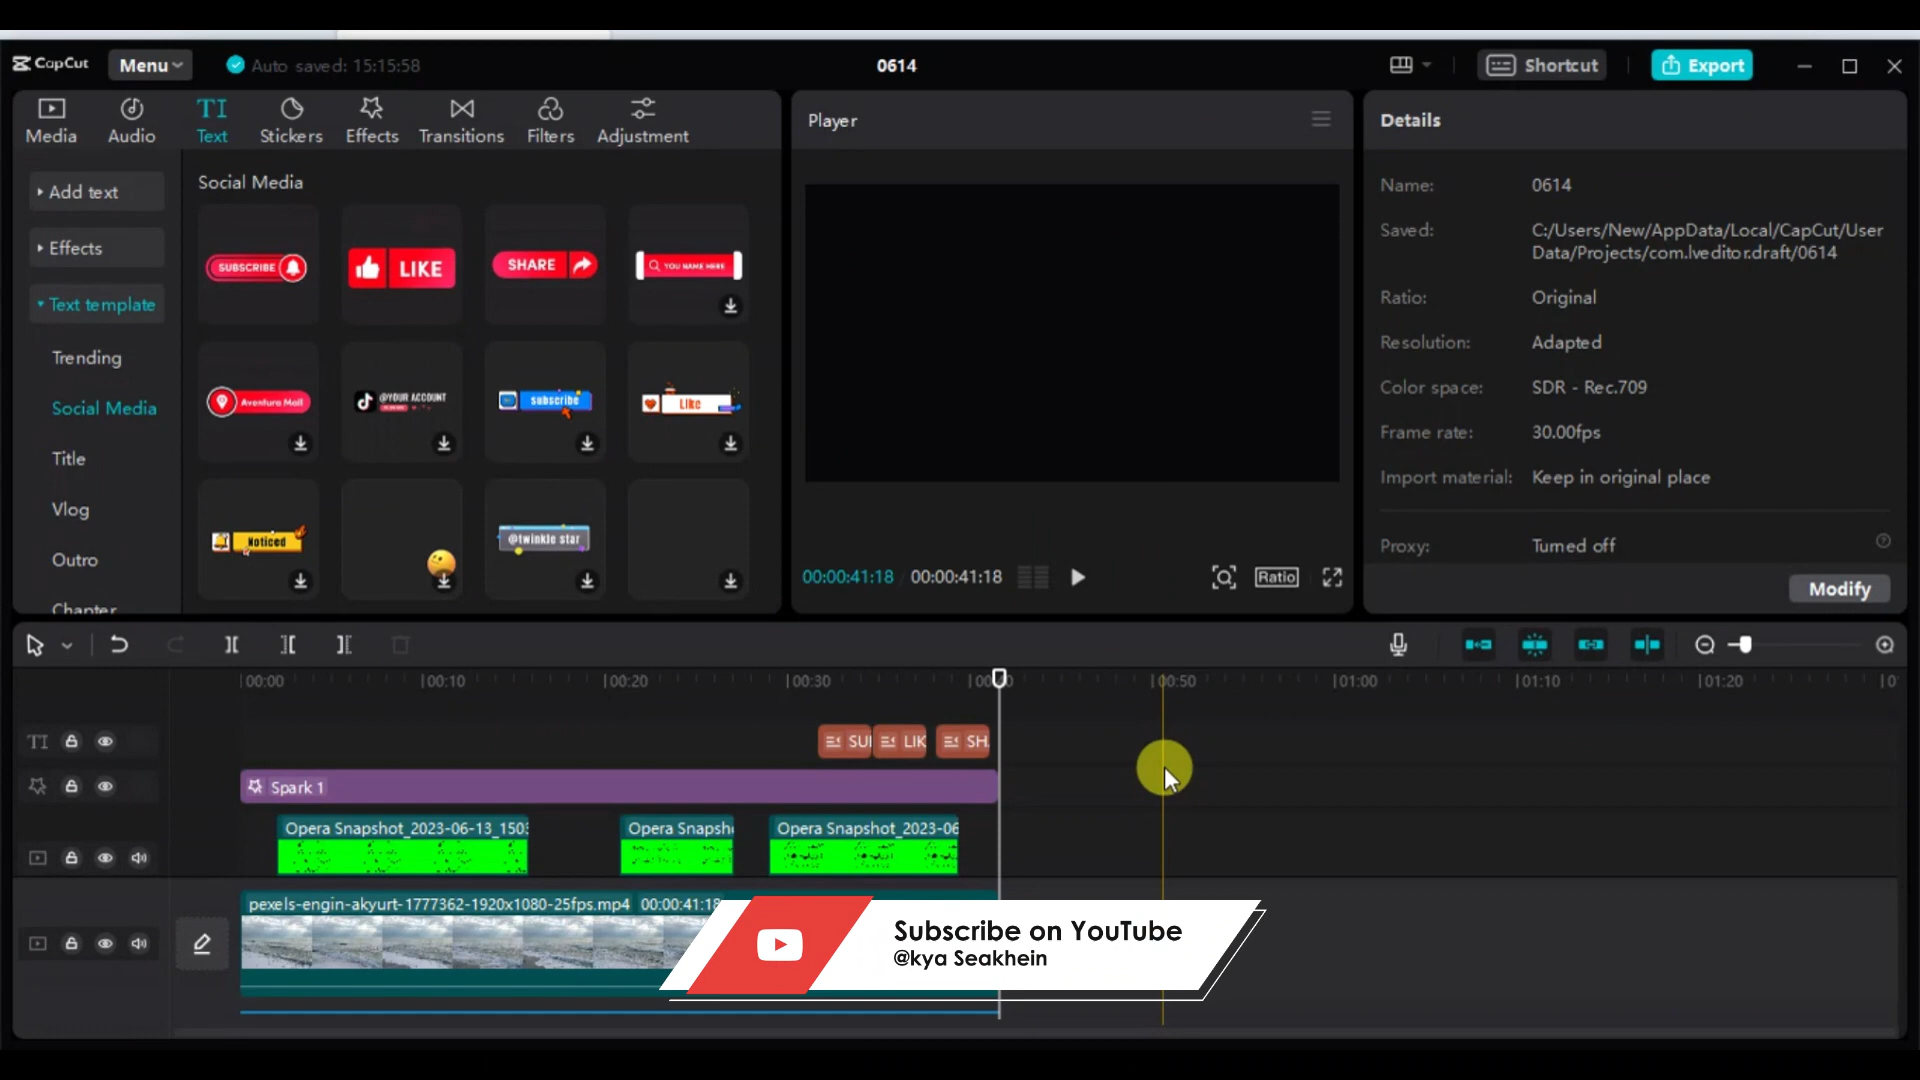 CapCut
Menu
Auto saved: 15:15:58
0614
Shortcut
Export
Media
Audio
TI
Text
Stickers
Effects
Transitions
Filters
Adjustment
Player
Details
Add text
Effects
Text template
Trending
Social Media
Title
Vlog
Outro
Chapter
Social Media
SUBSCRIBE
LIKE
SHARE
YOU NAME HERE
Aventura Mall
@YOUR ACCOUNT
subscribe
Like
Noticed
@twinkle star
00:00:41:18
00:00:41:18
Ratio
Name:
0614
Saved:
C:/Users/New/AppData/Local/CapCut/User
Data/Projects/com.lveditor.draft/0614
Ratio:
Original
Resolution:
Adapted
Color space:
SDR - Rec.709
Frame rate:
30.00fps
Import material:
Keep in original place
Proxy:
Turned off
Modify
00:00
00:10
00:20
00:30
00:50
01:00
01:10
01:20
TI
SUI
LIK
SH.
Spark 1
Opera Snapshot_2023-06-13_150
Opera Snapsh
Opera Snapshot_2023-06
pexels-engin-akyurt-1777362-1920x1080-25fps.mp4 00:00:41:18
Subscribe on YouTube
@kya Seakhein